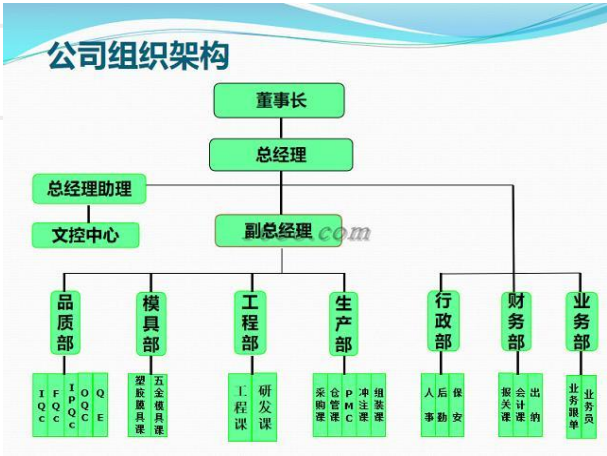 公司组织架构
董事长
总经理
总经理助理
文控中心
副总经理
品质部
模具部
工程部
生产部
行政部
财务部
业务部
IQc
FQc
IPQc
OQc
QE
塑胶模具课
五金模具课
工程课
研发课
采购课
仓管课
PMC
冲注课
组装课
人事
后勤
保安
报关课
会计课
出纳
业务跟单
业务员